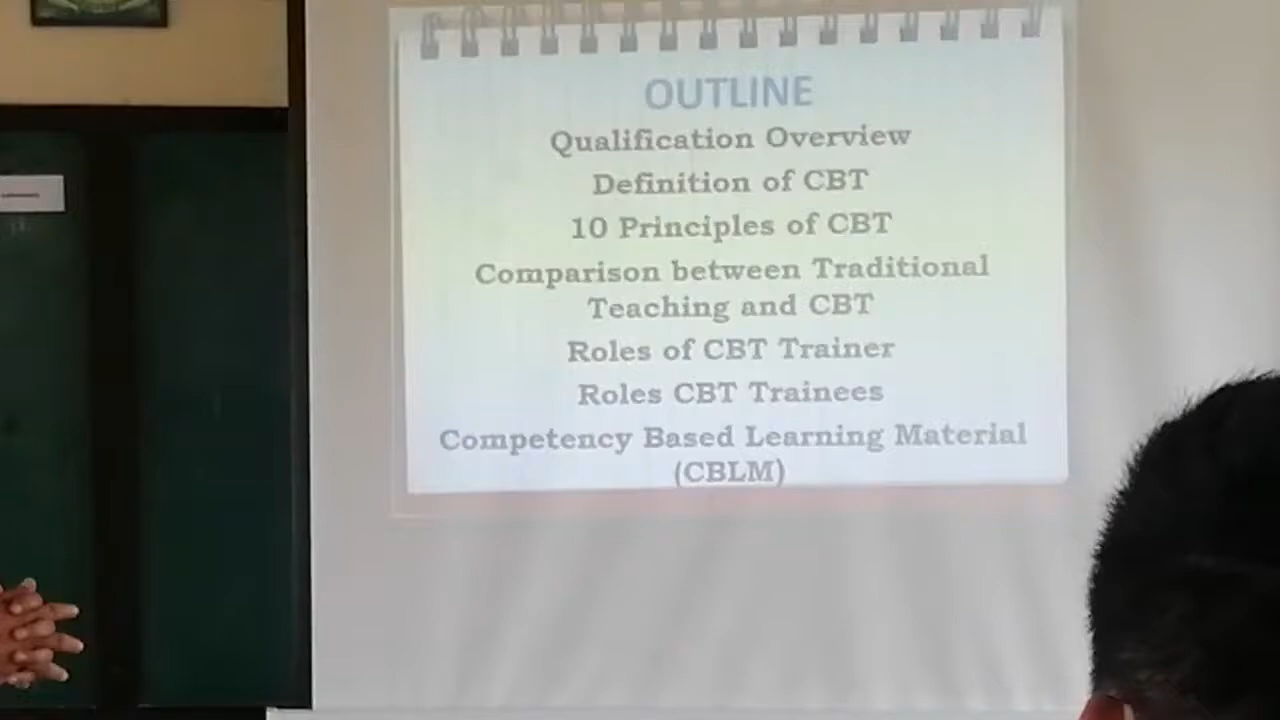 OUTLINE
Qualification Overview
Definition of CBT
10 Principles of CBT
Comparison between Traditional
Teaching and CBT
Roles of CBT Trainer
Roles CBT Trainees
Competency Based Learning Material
(CBLM)